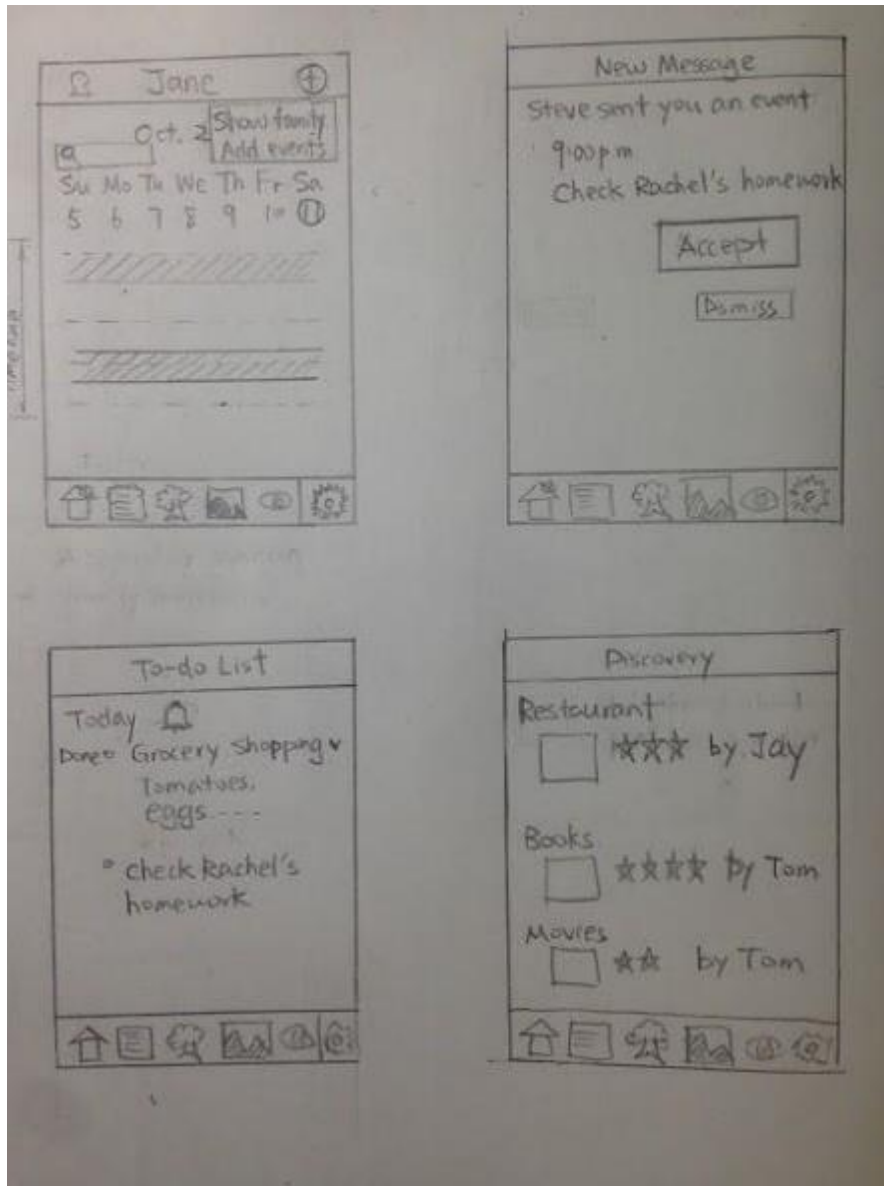 Jane
Oct. 2
Show family
Add events
Su Mo Tu We Th Fr Sa
5 6 7 8 9 10 11
New Message
Steve sent you an event
9:00pm
Check Rachel's homework
Accept
Dismiss
To-do List
Today
Done Grocery Shopping
Tomatoes,
eggs ----
check Rachel's
homework
Discovery
Restaurant
by Jay
Books
by Tom
Movies
by Tom